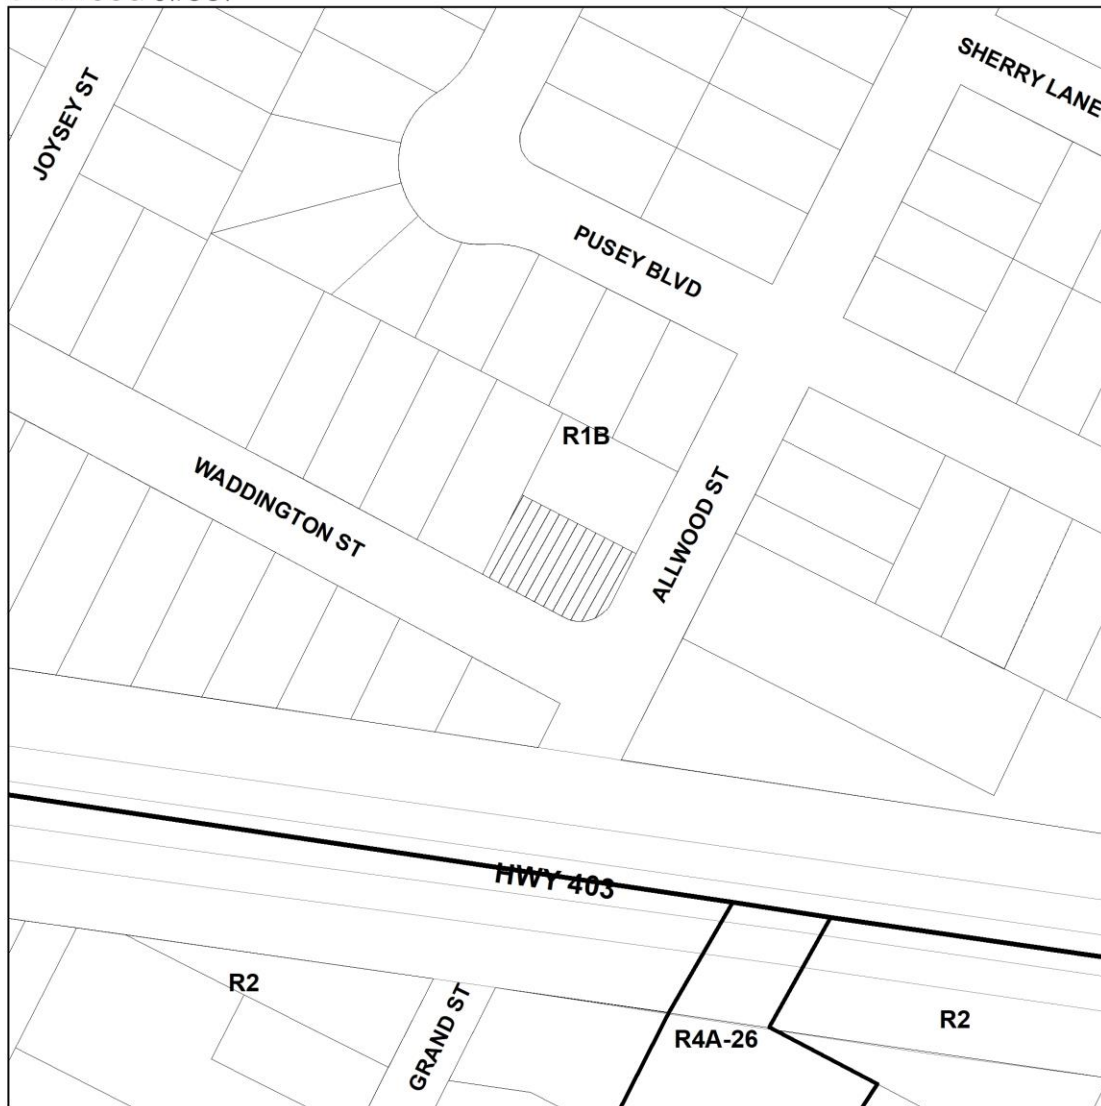 SHERRY LANE
JOYSEY ST
PUSEY BLVD
R1B
WADDINGTON ST
ALLWOOD ST
HWY 403
R2
GRAND ST
R4A-26
R2